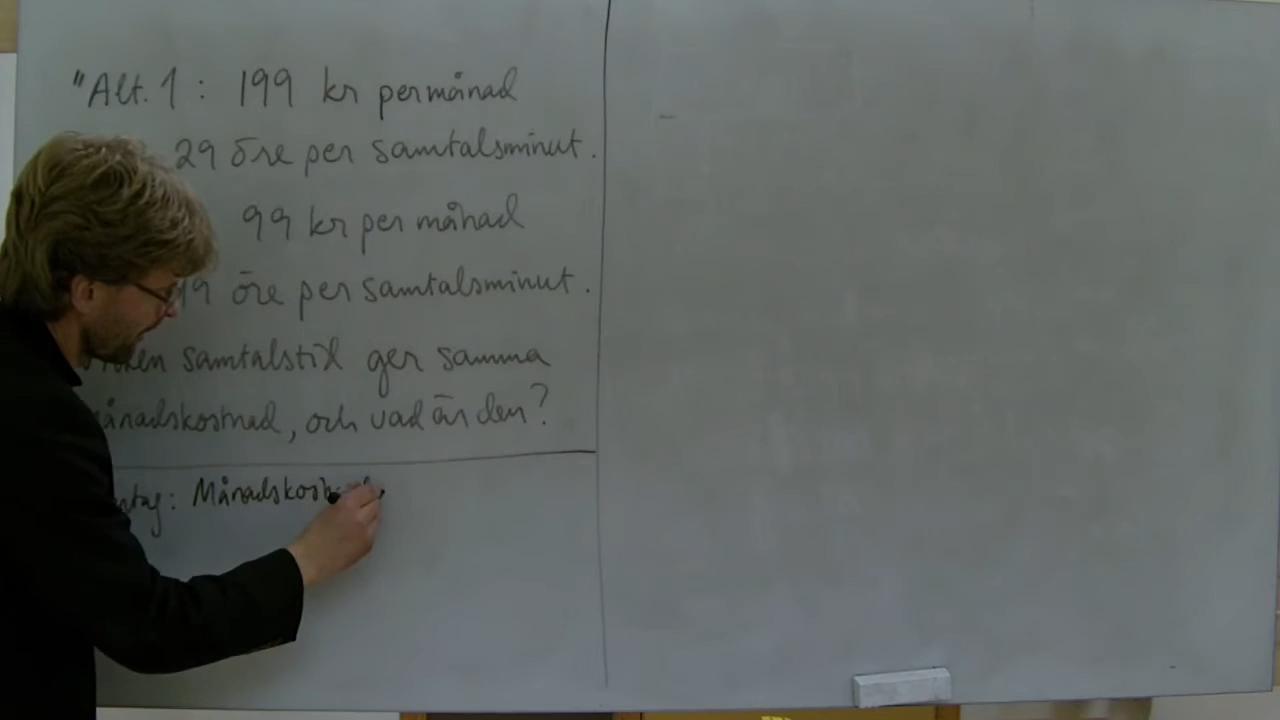 "Alt. 1 : 199 kr per månad
29 öre per samtalsminut.
99 kr per månad
öre per samtalsminut.
samtalstid ger samma
månadskostnad, och vad är den?
: Månadskostn